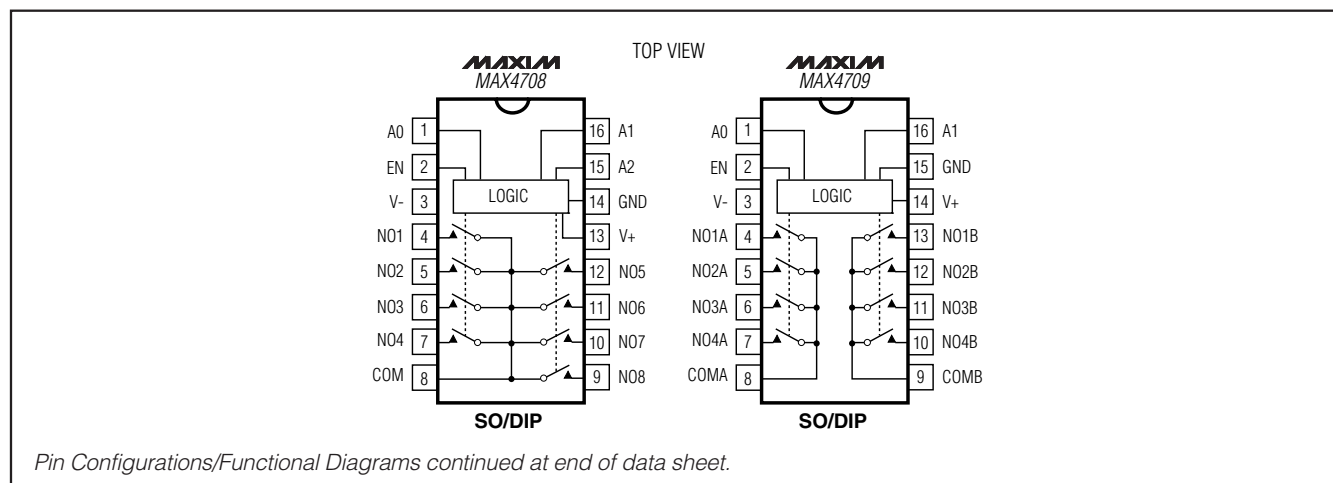 TOP VIEW
MAXIM
MAX4708
A0 1 16 A1
EN 2 15 A2
LOGIC
V- 3 14 GND
NO1 4 13 V+
NO2 5 12 NO5
NO3 6 11 NO6
NO4 7 10 NO7
COM 8 9 NO8
SO/DIP
MAXIM
MAX4709
A0 1 16 A1
EN 2 15 GND
LOGIC
V- 3 14 V+
NO1A 4 13 NO1B
NO2A 5 12 NO2B
NO3A 6 11 NO3B
NO4A 7 10 NO4B
COMA 8 9 COMB
SO/DIP
Pin Configurations/Functional Diagrams continued at end of data sheet.